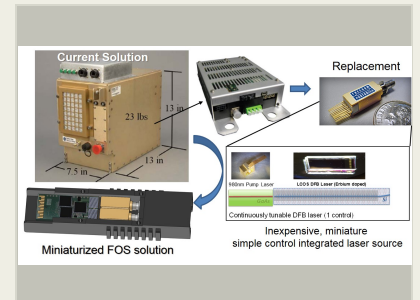 Current Solution
13 in
23 lbs
13 in
7.5 in
Replacement
980nm Pump Laser
LCOS DFB Laser (Erbium doped)
Continuously tunable DFB laser (1 control)
Inexpensive, miniature
simple control integrated laser source
Miniaturized FOS solution